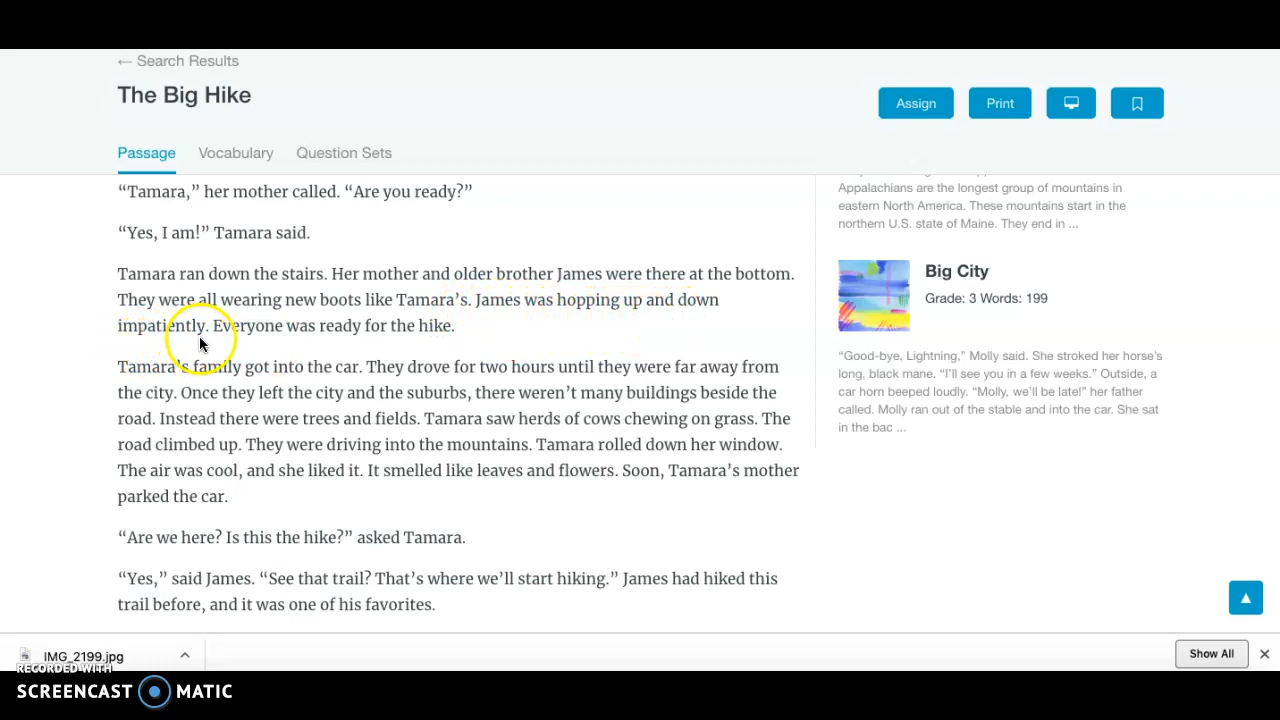 ← Search Results
The Big Hike
Assign
Print
Passage
Vocabulary
Question Sets
“Tamara,” her mother called. “Are you ready?”
“Yes, I am!” Tamara said.
Tamara ran down the stairs. Her mother and older brother James were there at the bottom.
They were all wearing new boots like Tamara’s. James was hopping up and down
impatiently. Everyone was ready for the hike.
Tamara’s family got into the car. They drove for two hours until they were far away from
the city. Once they left the city and the suburbs, there weren’t many buildings beside the
road. Instead there were trees and fields. Tamara saw herds of cows chewing on grass. The
road climbed up. They were driving into the mountains. Tamara rolled down her window.
The air was cool, and she liked it. It smelled like leaves and flowers. Soon, Tamara’s mother
parked the car.
“Are we here? Is this the hike?” asked Tamara.
“Yes,” said James. “See that trail? That’s where we’ll start hiking.” James had hiked this
trail before, and it was one of his favorites.
Appalachians are the longest group of mountains in
eastern North America. These mountains start in the
northern U.S. state of Maine. They end in ...
Big City
Grade: 3 Words: 199
“Good-bye, Lightning,” Molly said. She stroked her horse’s
long, black mane. “I’ll see you in a few weeks.” Outside, a
car horn beeped loudly. “Molly, we’ll be late!” her father
called. Molly ran out of the stable and into the car. She sat
in the bac ...
IMG_2199.jpg
Show All
RECORDED WITH
SCREENCAST MATIC